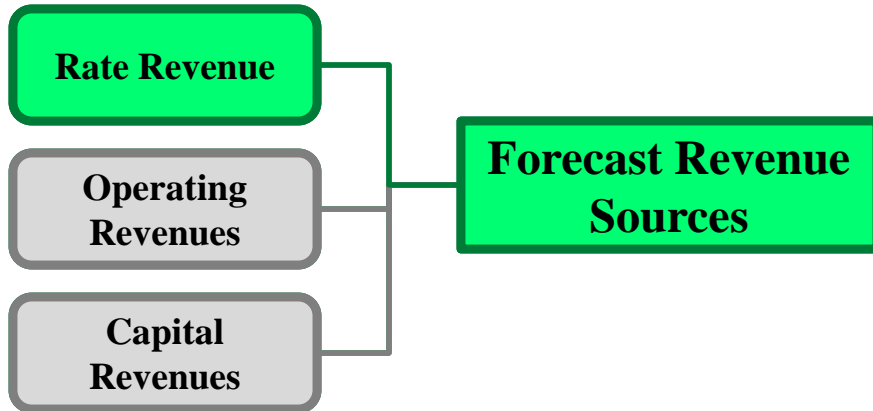 Rate Revenue
Operating
Revenues
Capital
Revenues
Forecast Revenue
Sources